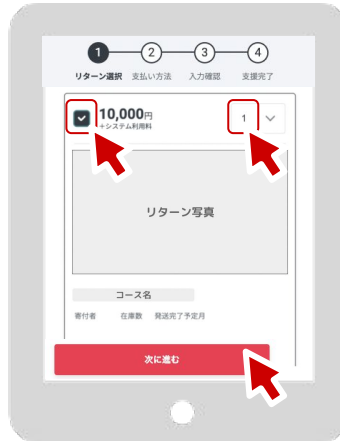 1 2 3 4
リターン選択 支払い方法 入力確認 支援完了
10,000円 1
+システム利用料
リターン写真
コース名
寄付者 在庫数 発送完了予定月
次に進む